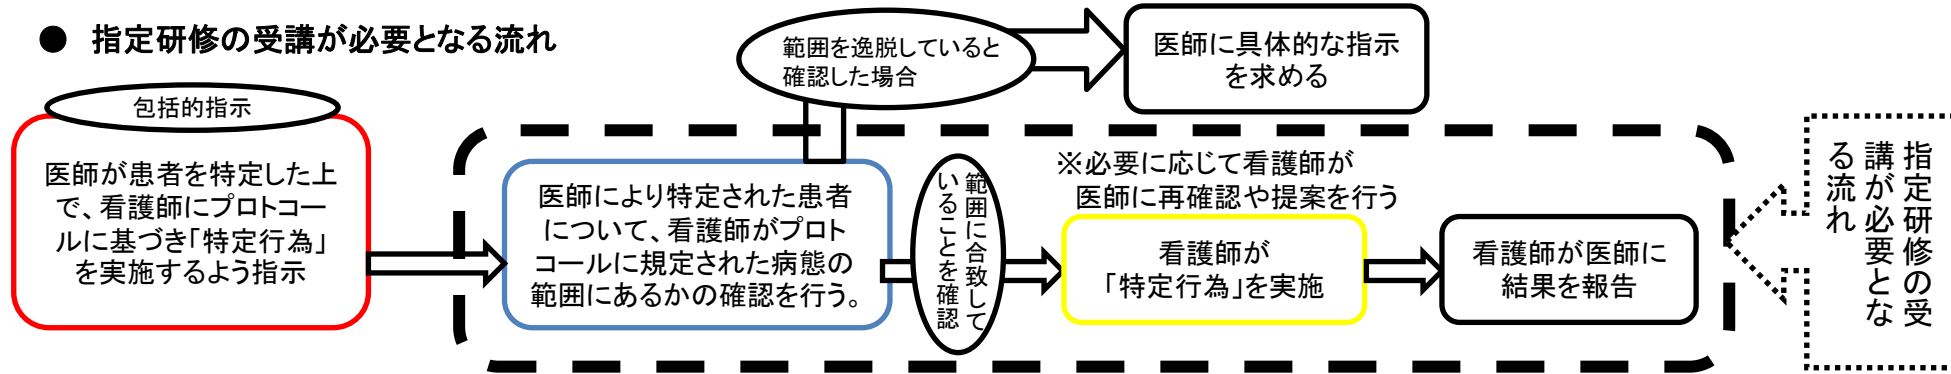 ● 指定研修の受講が必要となる流れ
包括的指示
医師が患者を特定した上
で、看護師にプロトコー
ルに基づき「特定行為」
を実施するよう指示
範囲を逸脱していると
確認した場合
医師に具体的な指示
を求める
医師により特定された患者
について、看護師がプロト
コールに規定された病態の
範囲にあるかの確認を行う。
範囲に合致して
いることを確認
※必要に応じて看護師が
医師に再確認や提案を行う
看護師が
「特定行為」を実施
看護師が医師に
結果を報告
指定研修の受
講が必要とな
る流れ